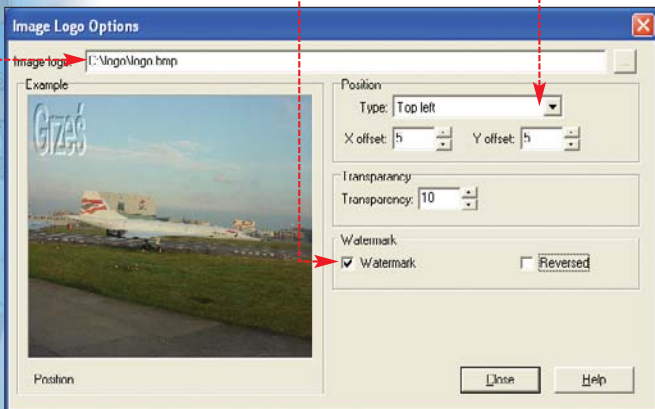 Image Logo Options
Image logo: C:\logo\logo.bmp ...
Example
Grześ
Position
Position
Type: Top left
X offset: 5 Y offset: 5
Transparancy
Transparency: 10
Watermark
Watermark Reversed
Close Help